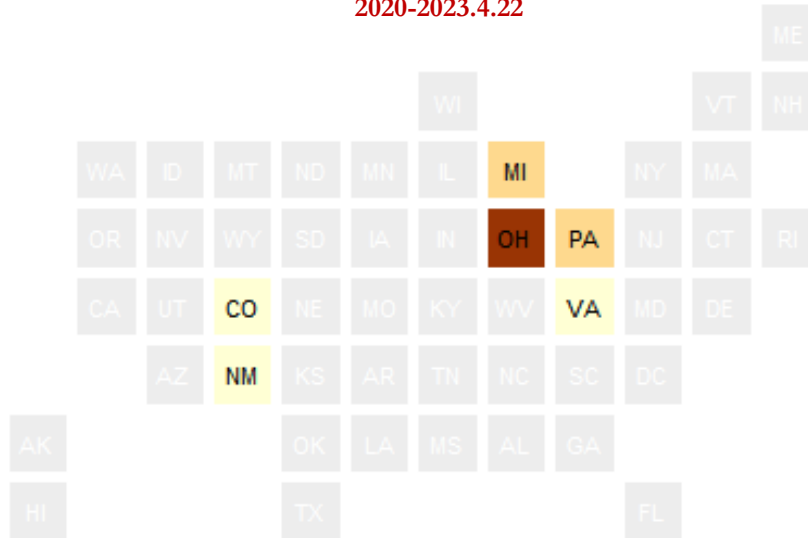 2020-2023.4.22
ME
WI VT NH
WA ID MT ND MN IL MI NY MA
OR NV WY SD IA IN OH PA NJ CT RI
CA UT CO NE MO KY WV VA MD DE
AZ NM KS AR TN NC SC DC
AK OK LA MS AL GA
HI TX FL